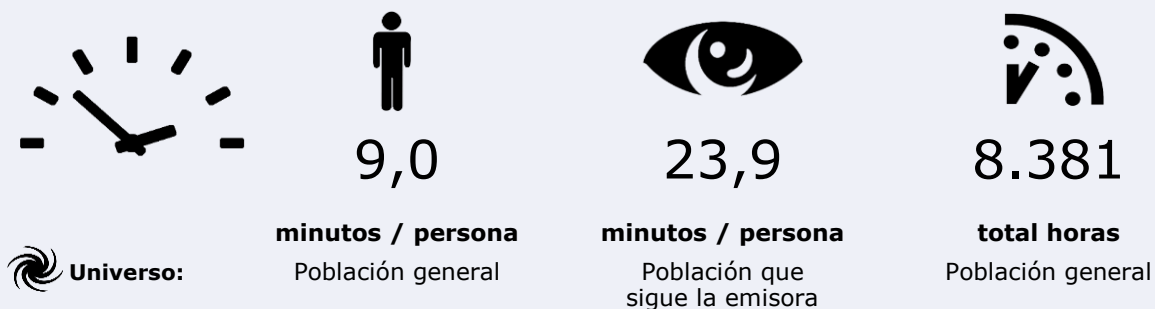 9,0
23,9
8.381
minutos / persona
minutos / persona
total horas
Universo:
Población general
Población que
sigue la emisora
Población general